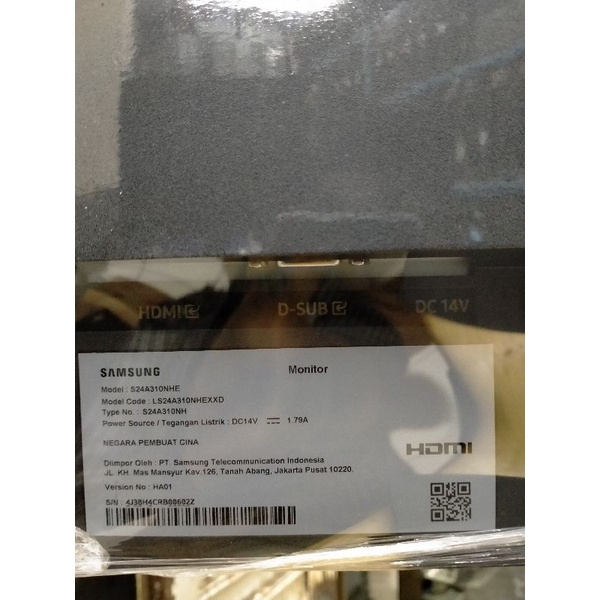 HDMI D-SUB DC 14V
SAMSUNG Monitor
Model : S24A310NHE
Model Code : LS24A310NHEXXD
Type No. : S24A310NH
Power Source / Tegangan Listrik : DC14V 1.79A
NEGARA PEMBUAT CINA
HDMI
Diimpor Oleh : PT. Samsung Telecommunication Indonesia
JL. KH. Mas Mansyur Kav.126, Tanah Abang, Jakarta Pusat 10220.
Version No : HA01
S/N :